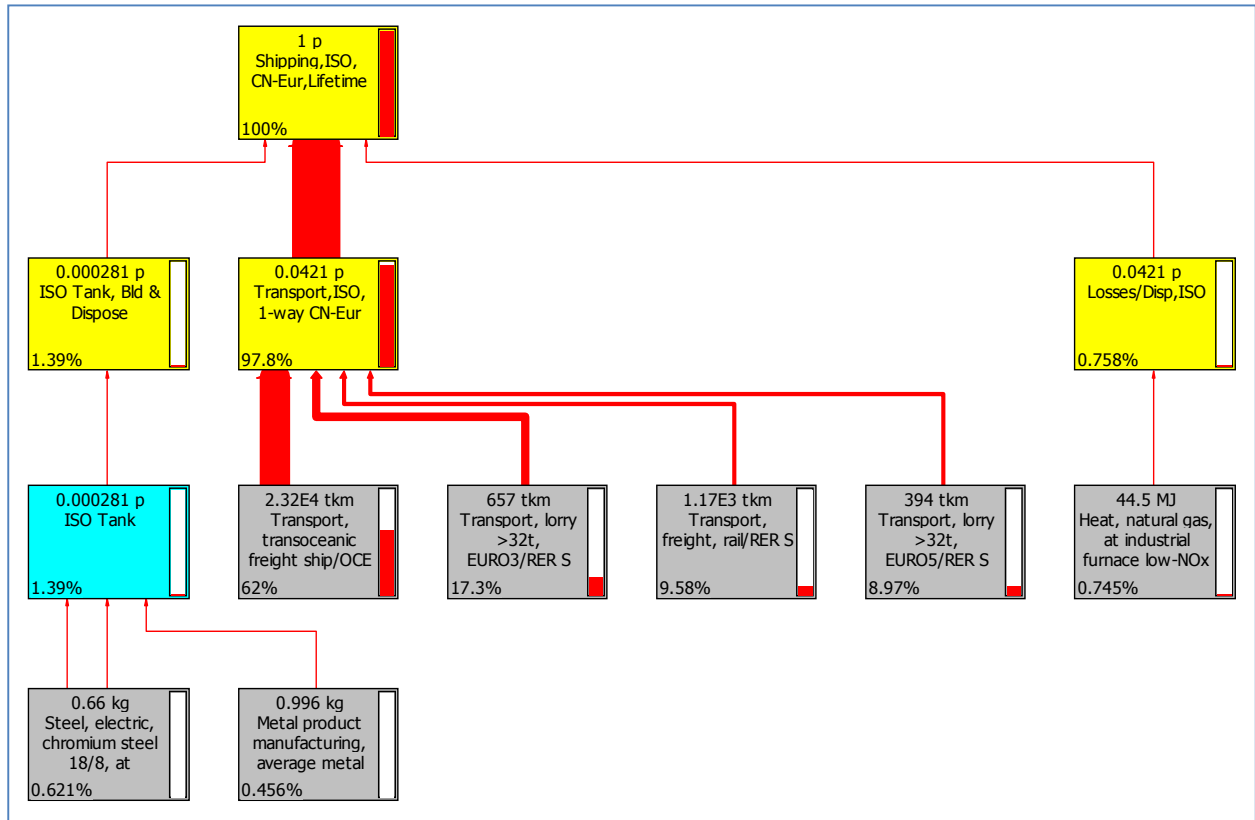 1 p
Shipping,ISO,
CN-Eur,Lifetime
100%
0.000281 p
ISO Tank, Bld &
Dispose
1.39%
0.0421 p
Transport,ISO,
1-way CN-Eur
97.8%
0.0421 p
Losses/Disp,ISO
0.758%
0.000281 p
ISO Tank
1.39%
2.32E4 tkm
Transport,
transoceanic
freight ship/OCE
62%
657 tkm
Transport, lorry
>32t,
EURO3/RER S
17.3%
1.17E3 tkm
Transport,
freight, rail/RER S
9.58%
394 tkm
Transport, lorry
>32t,
EURO5/RER S
8.97%
44.5 MJ
Heat, natural gas,
at industrial
furnace low-NOx
0.745%
0.66 kg
Steel, electric,
chromium steel
18/8, at
0.621%
0.996 kg
Metal product
manufacturing,
average metal
0.456%